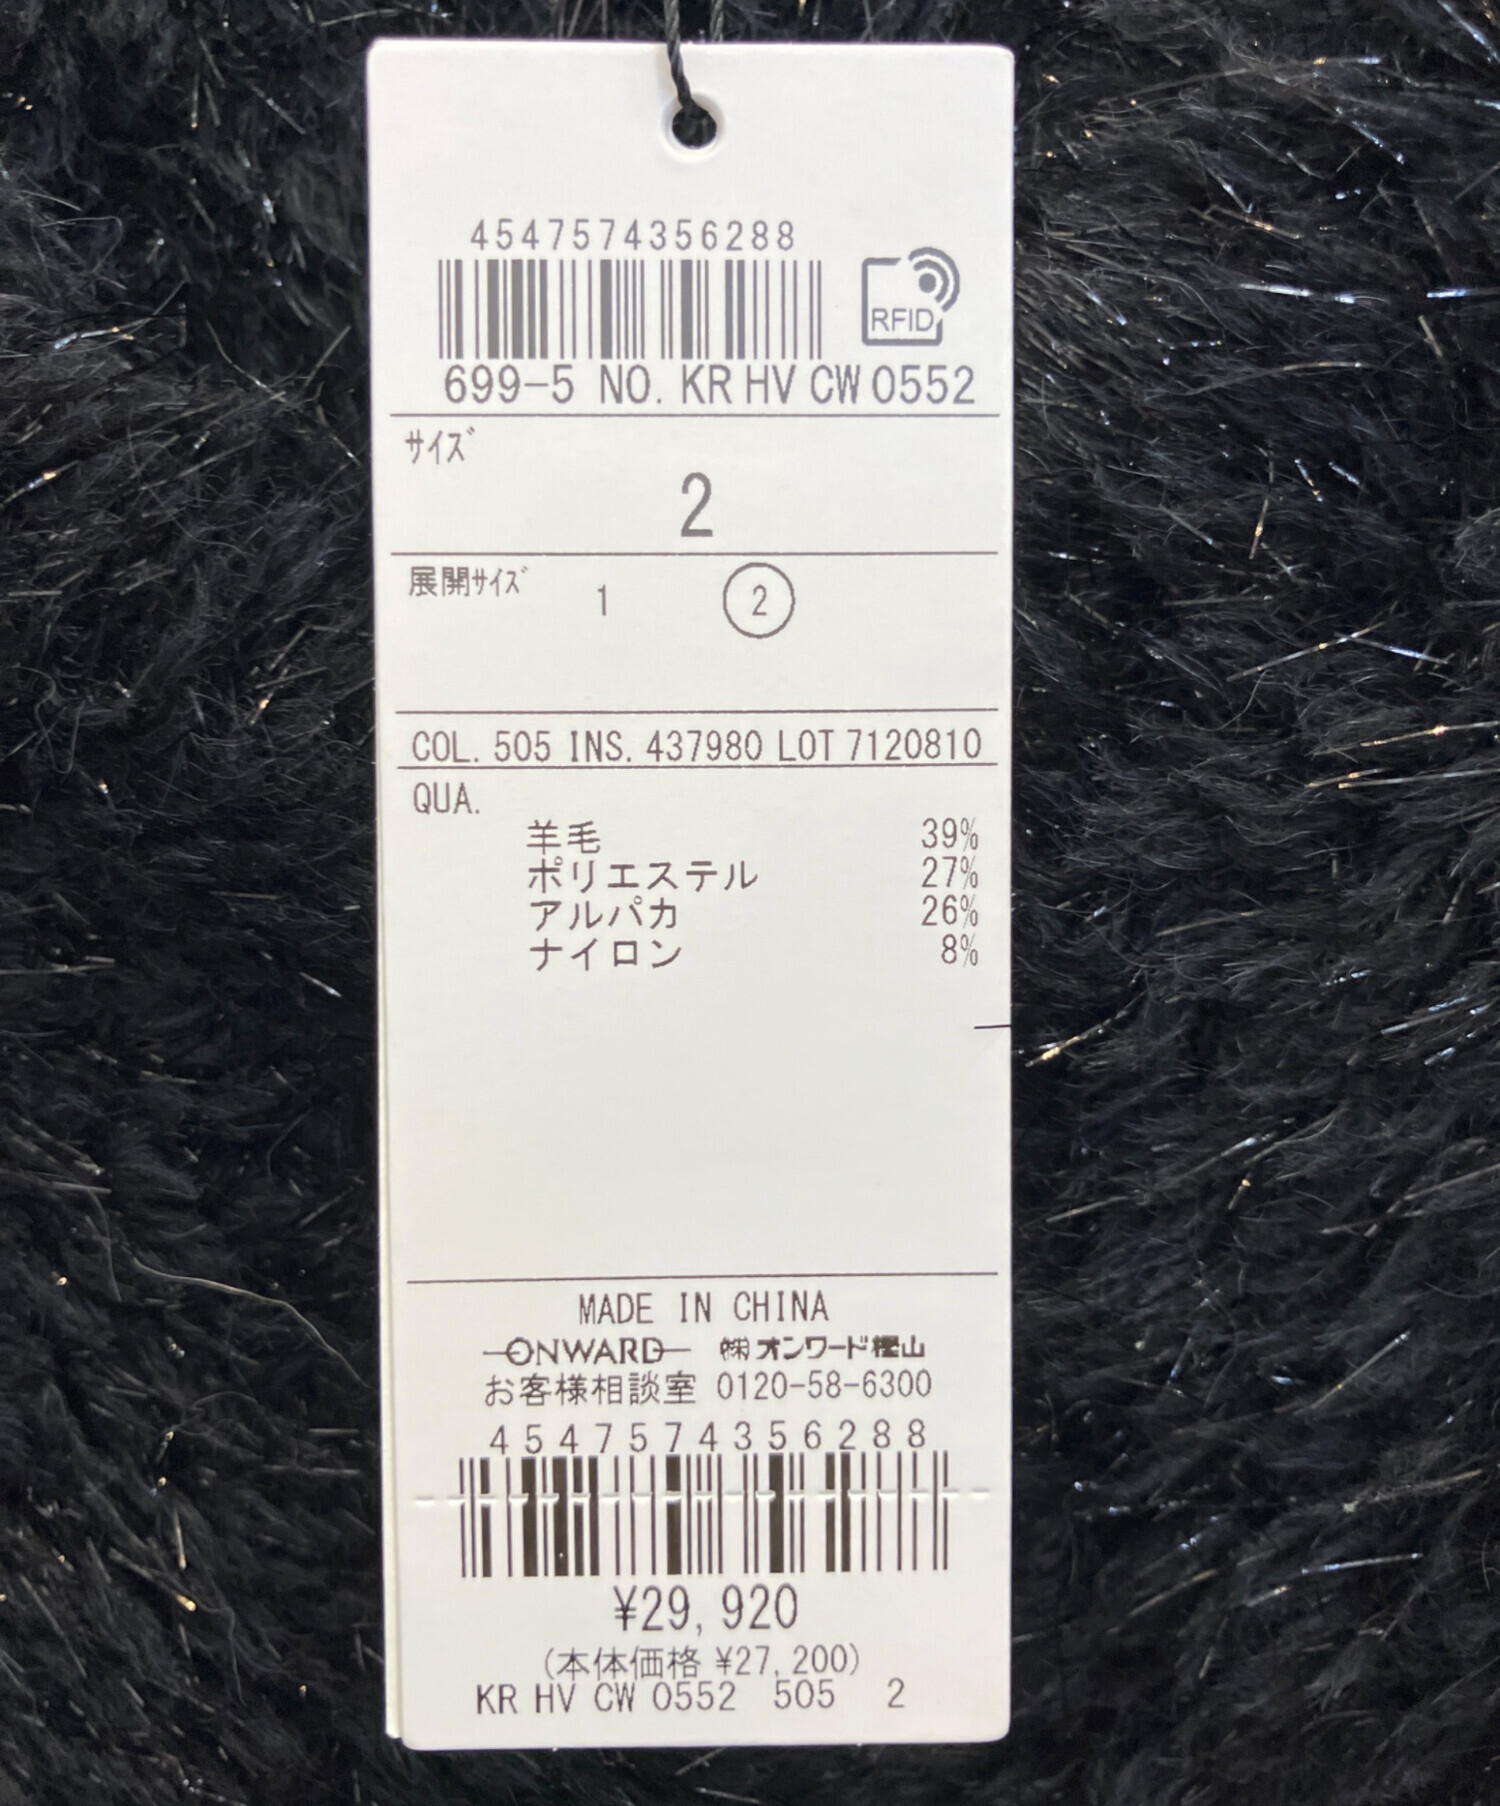 4547574356288
RFID
699-5 NO. KR HV CW 0552
サイズ
2
展開サイズ 1 2
COL. 505 INS. 437980 LOT 7120810
QUA.
羊毛 39%
ポリエステル 27%
アルパカ 26%
ナイロン 8%
MADE IN CHINA
ONWARD ㈱オンワード樫山
お客様相談室 0120-58-6300
4547574356288
¥29,920
(本体価格 ¥27,200)
KR HV CW 0552 505 2